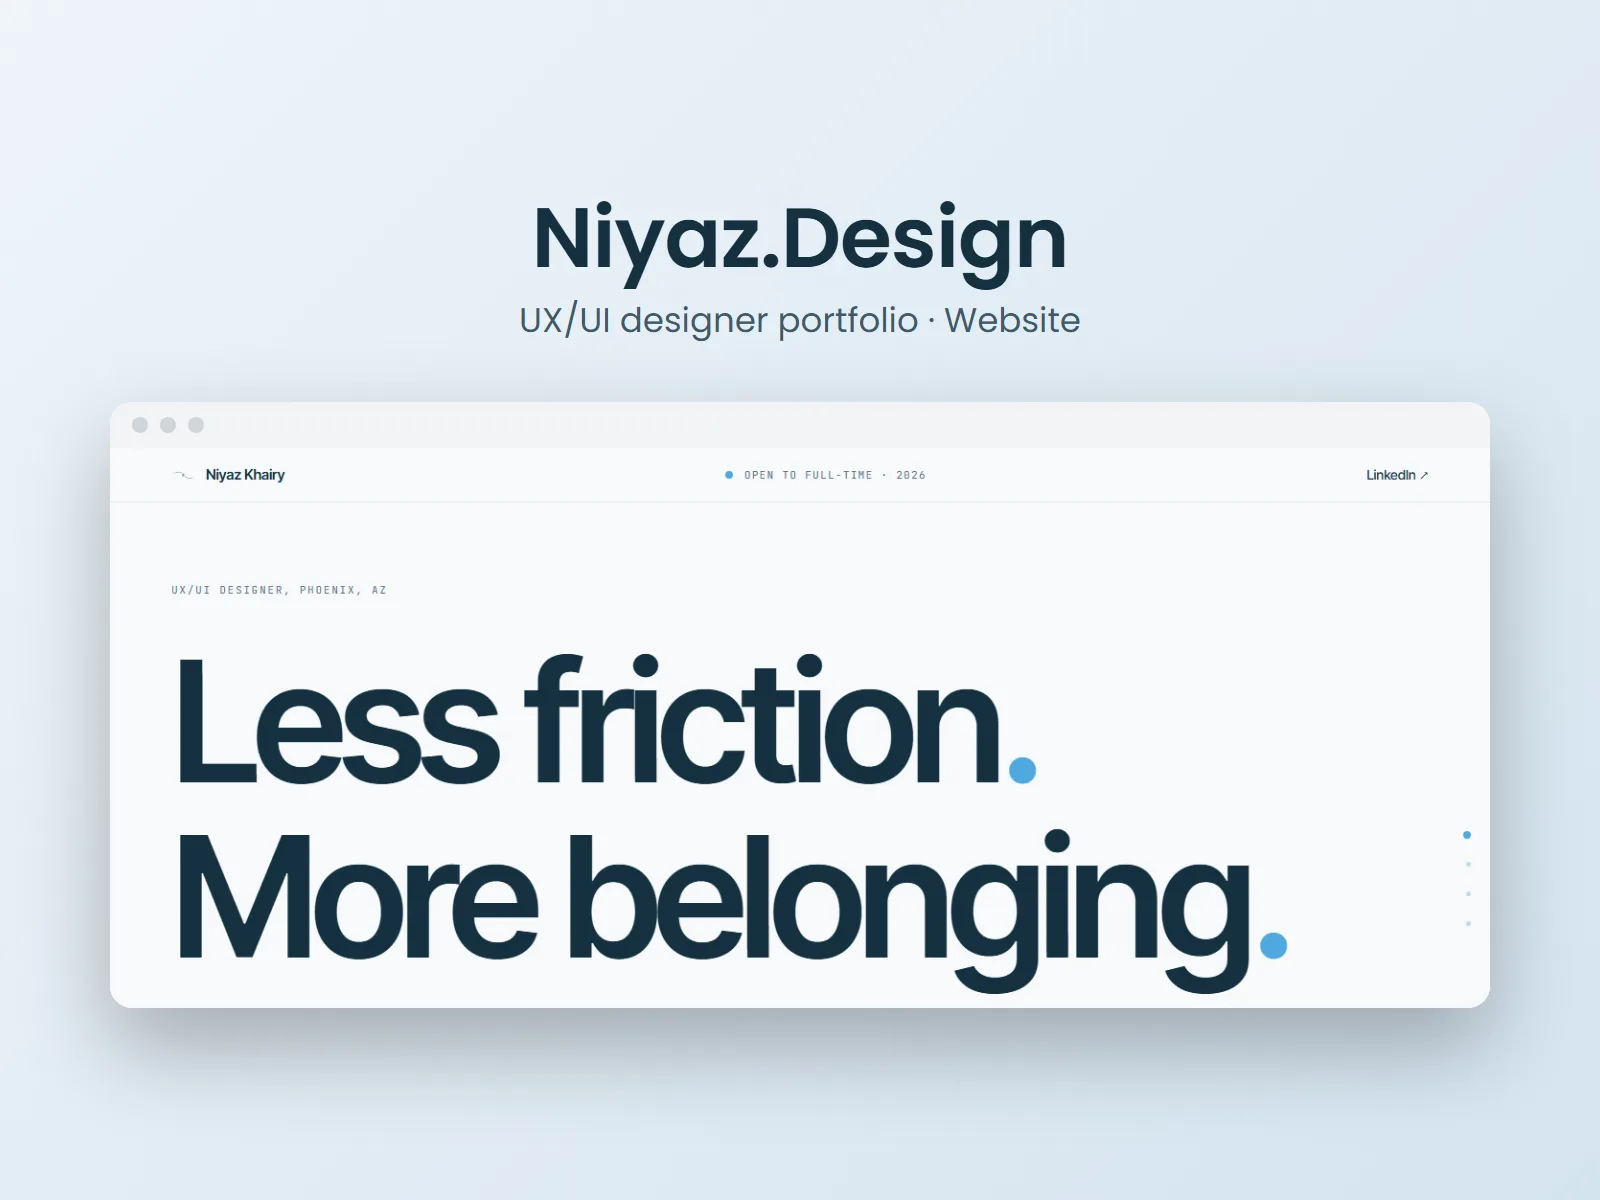 Niyaz.Design
UX/UI designer portfolio · Website
Niyaz Khairy
OPEN TO FULL-TIME · 2026
LinkedIn ↗
UX/UI DESIGNER, PHOENIX, AZ
Less friction.
More belonging.